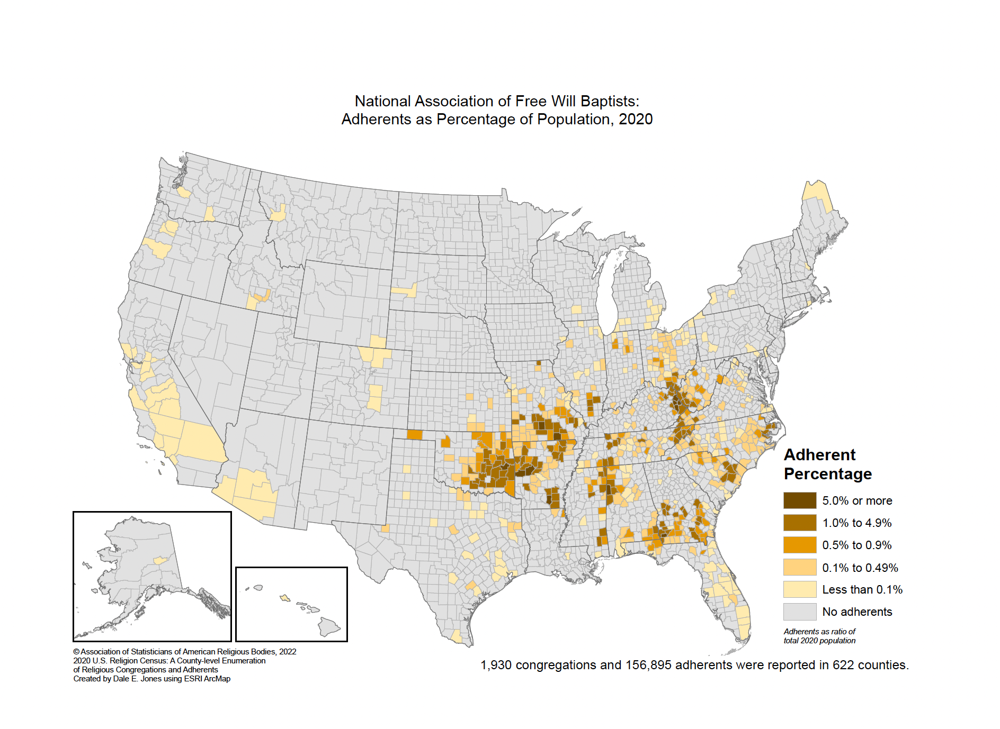 National Association of Free Will Baptists:
Adherents as Percentage of Population, 2020
Adherent
Percentage
5.0% or more
1.0% to 4.9%
0.5% to 0.9%
0.1% to 0.49%
Less than 0.1%
No adherents
Adherents as ratio of
total 2020 population
© Association of Statisticians of American Religious Bodies, 2022
2020 U.S. Religion Census: A County-level Enumeration
of Religious Congregations and Adherents
Created by Dale E. Jones using ESRI ArcMap
1,930 congregations and 156,895 adherents were reported in 622 counties.